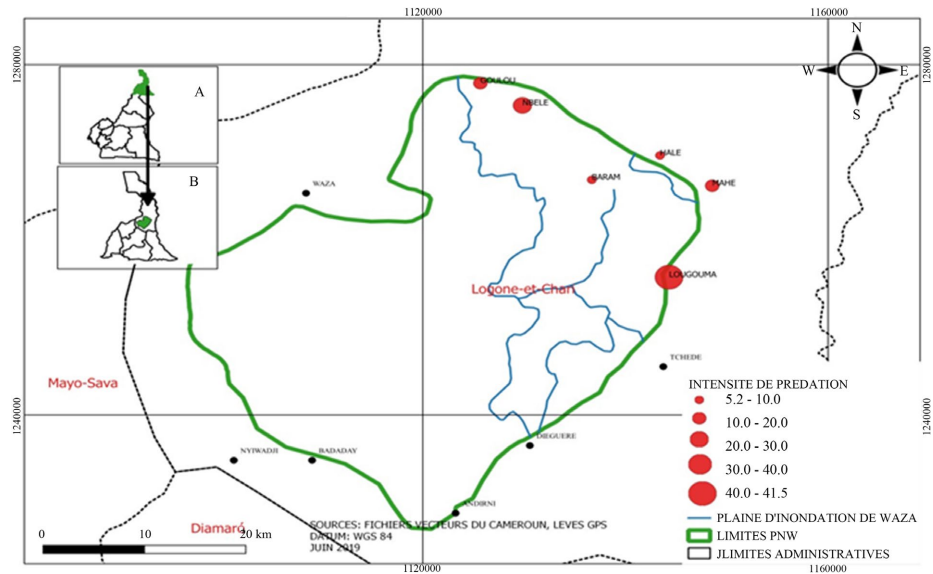 1120000
1160000
N
W
E
S
1280000
1280000
A
B
GOULOU
NBELE
HALE
BARAM
MAHE
WAZA
LOUGOUMA
Logone-et-Chari
TCHEDE
Mayo-Sava
1240000
1240000
DIEGUERE
NYIWADJI
BADADAY
ANDIRNI
Diamaré
0
10
20 km
SOURCES: FICHIERS VECTEURS DU CAMEROUN, LEVES GPS
DATUM: WGS 84
JUIN 2019
INTENSITE DE PREDATION
5.2 - 10.0
10.0 - 20.0
20.0 - 30.0
30.0 - 40.0
40.0 - 41.5
PLAINE D'INONDATION DE WAZA
LIMITES PNW
JLIMITES ADMINISTRATIVES
1120000
1160000